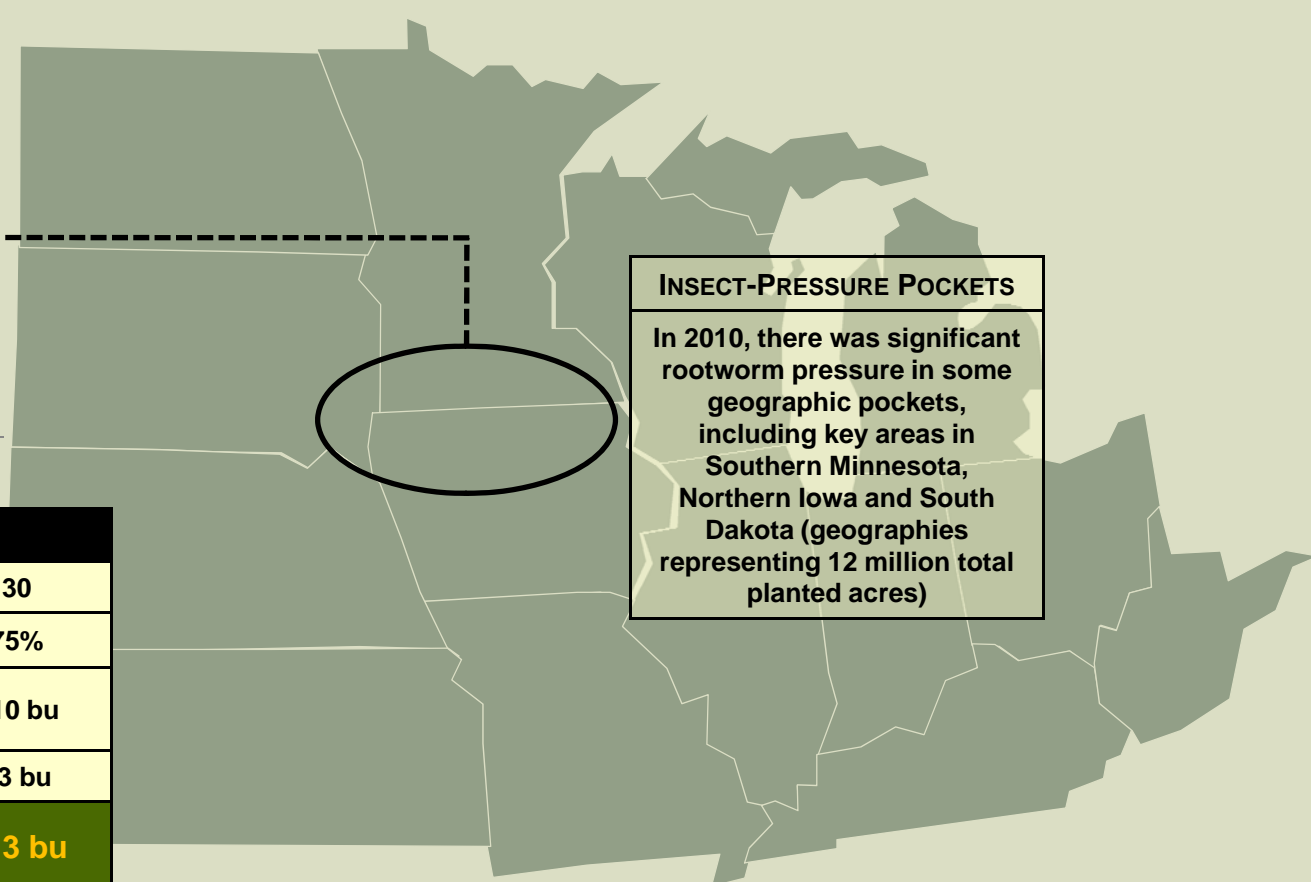 INSECT-PRESSURE POCKETS
In 2010, there was significant
rootworm pressure in some
geographic pockets,
including key areas in
Southern Minnesota,
Northern Iowa and South
Dakota (geographies
representing 12 million total
planted acres)
30
75%
10 bu
3 bu
3 bu